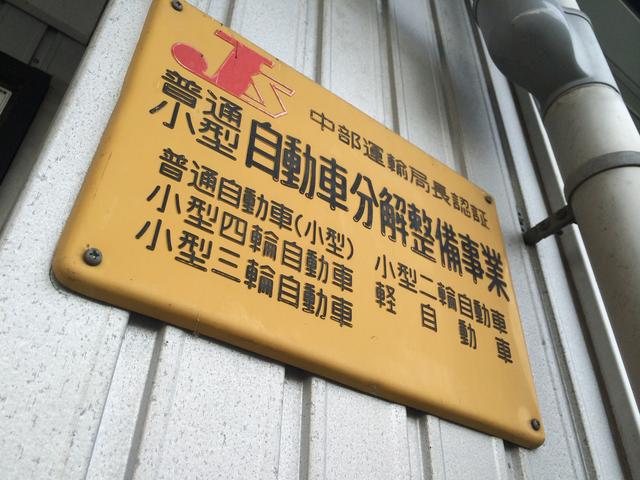 JS
中部運輸局長認証
普通
小型
自動車分解整備事業
普通自動車(小型)
小型四輪自動車 小型二輪自動車
小型三輪自動車 軽自動車